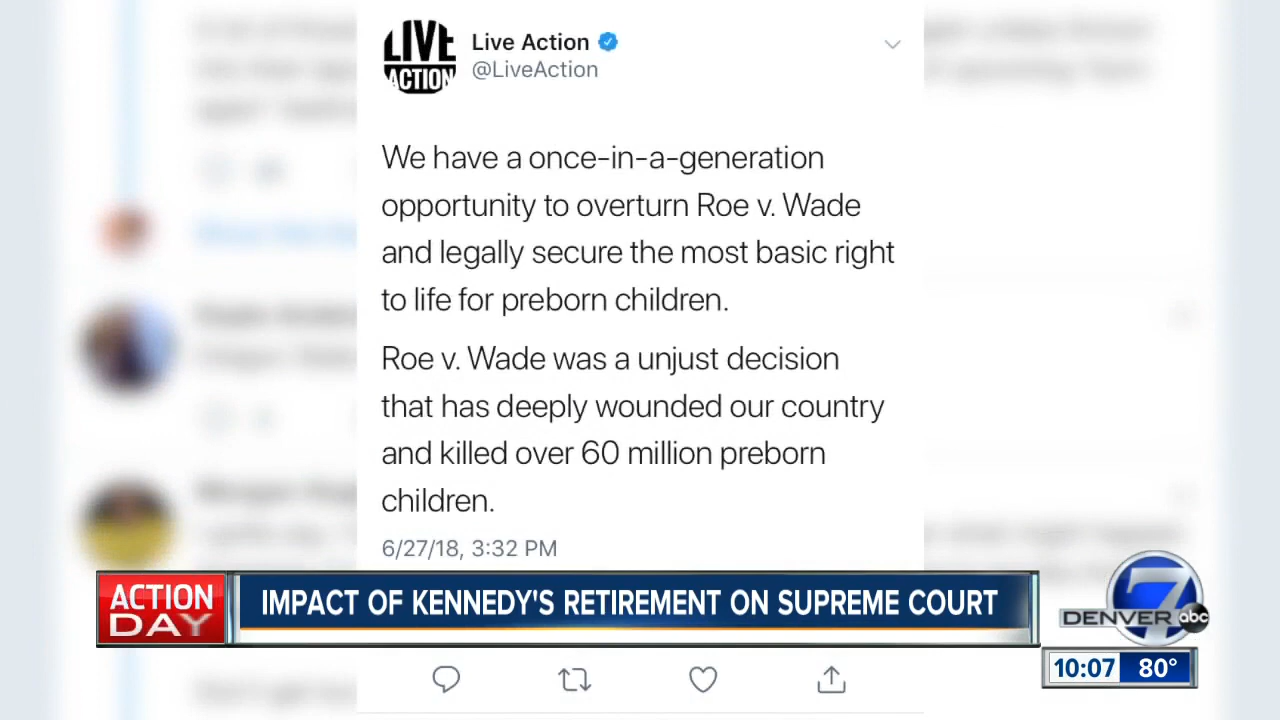 LIVE
ACTION
Live Action
@LiveAction
We have a once-in-a-generation
opportunity to overturn Roe v. Wade
and legally secure the most basic right
to life for preborn children.
Roe v. Wade was a unjust decision
that has deeply wounded our country
and killed over 60 million preborn
children.
6/27/18, 3:32 PM
ACTION
DAY
IMPACT OF KENNEDY'S RETIREMENT ON SUPREME COURT
7
DENVER abc
10:07 80°